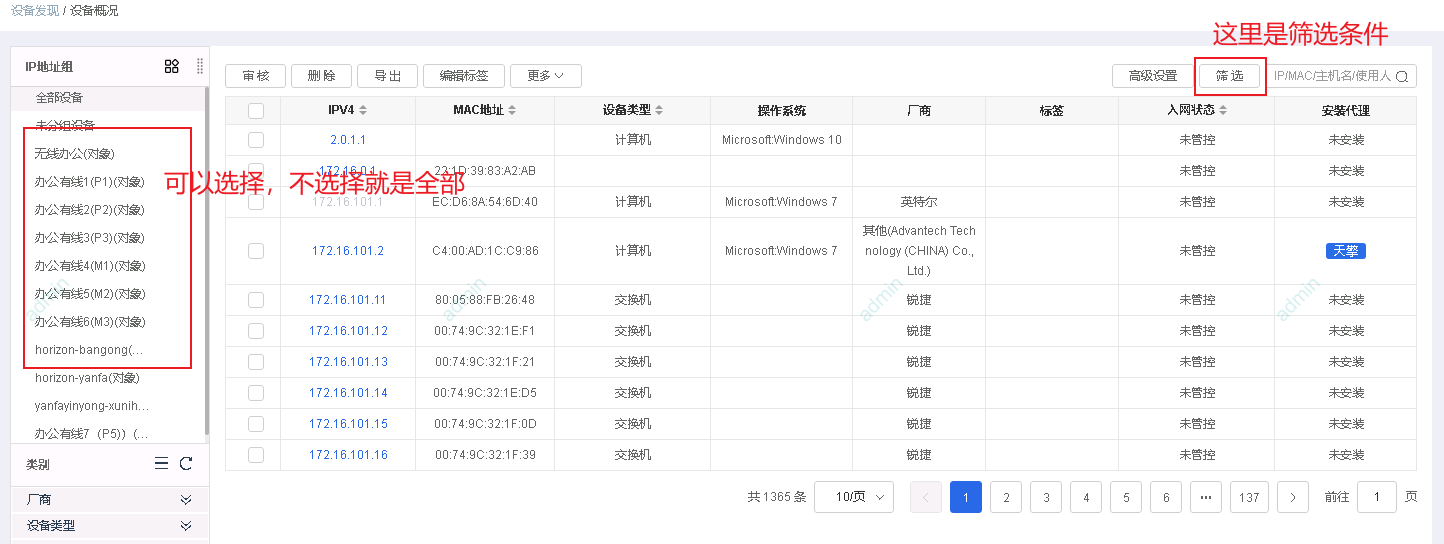 设备发现 / 设备概况
这里是筛选条件
IP地址组
全部设备
未分组设备
无线办公(对象)
办公有线1(P1)(对象)
办公有线2(P2)(对象)
办公有线3(P3)(对象)
办公有线4(M1)(对象)
办公有线5(M2)(对象)
办公有线6(M3)(对象)
horizon-bangong(...
horizon-yanfa(对象)
yanfayinyong-xunih...
办公有线7（P5)）(...
类别
厂商
设备类型
可以选择，不选择就是全部
审 核 删 除 导 出 编辑标签 更多 高级设置 筛 选 IP/MAC/主机名/使用人
IPV4 MAC地址 设备类型 操作系统 厂商 标签 入网状态 安装代理
2.0.1.1 计算机 Microsoft:Windows 10 未管控 未安装
172.16.0.1 22:1D:39:83:A2:AB 未管控 未安装
172.16.101.1 EC:D6:8A:54:6D:40 计算机 Microsoft:Windows 7 英特尔 未管控 未安装
172.16.101.2 C4:00:AD:1C:C9:86 计算机 Microsoft:Windows 7 其他(Advantech Tech
nology (CHINA) Co.,
Ltd.) 未管控 天擎
172.16.101.11 80:05:88:FB:26:48 交换机 锐捷 未管控 未安装
172.16.101.12 00:74:9C:32:1E:F1 交换机 锐捷 未管控 未安装
172.16.101.13 00:74:9C:32:1F:21 交换机 锐捷 未管控 未安装
172.16.101.14 00:74:9C:32:1E:D5 交换机 锐捷 未管控 未安装
172.16.101.15 00:74:9C:32:1F:0D 交换机 锐捷 未管控 未安装
172.16.101.16 00:74:9C:32:1F:39 交换机 锐捷 未管控 未安装
admin
admin
admin
admin
共 1365 条 10/页 1 2 3 4 5 6 ... 137 前往 1 页